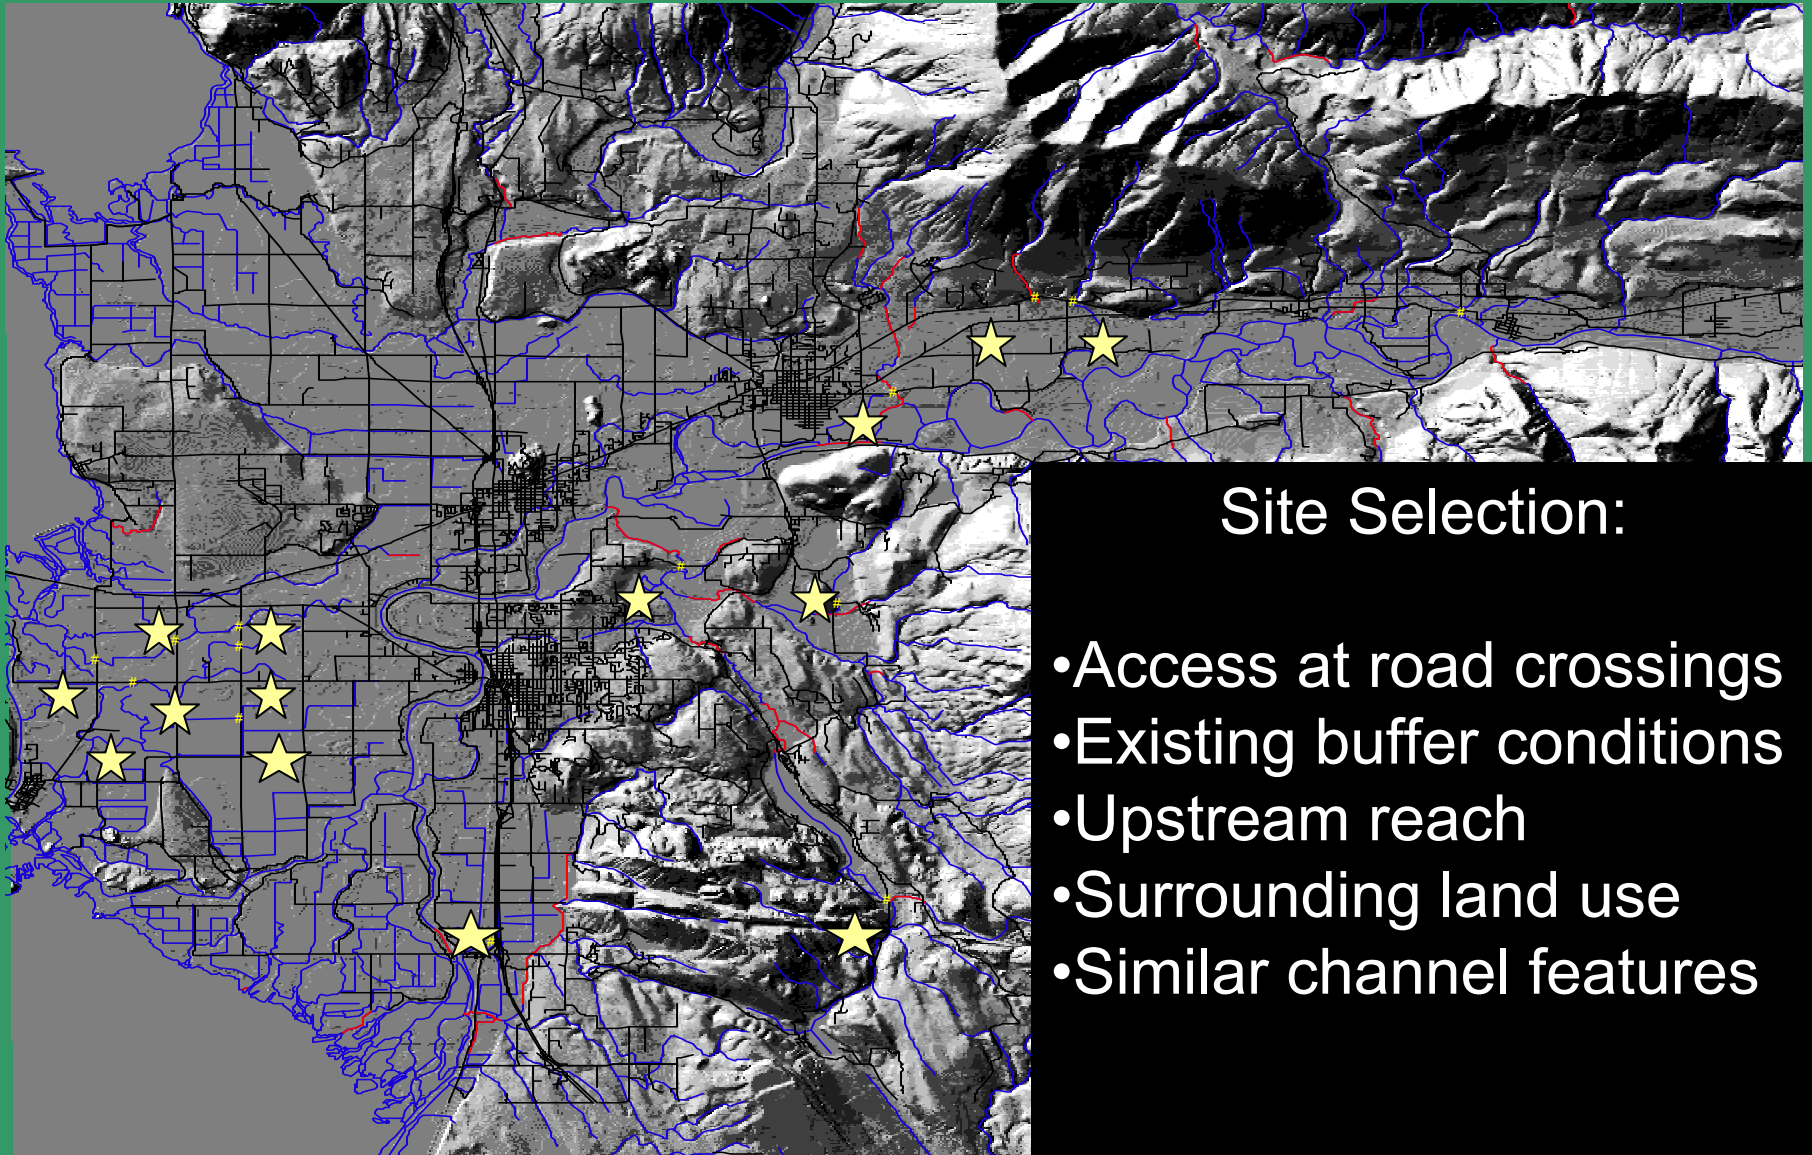 Site Selection:
•Access at road crossings
•Existing buffer conditions
•Upstream reach
•Surrounding land use
•Similar channel features